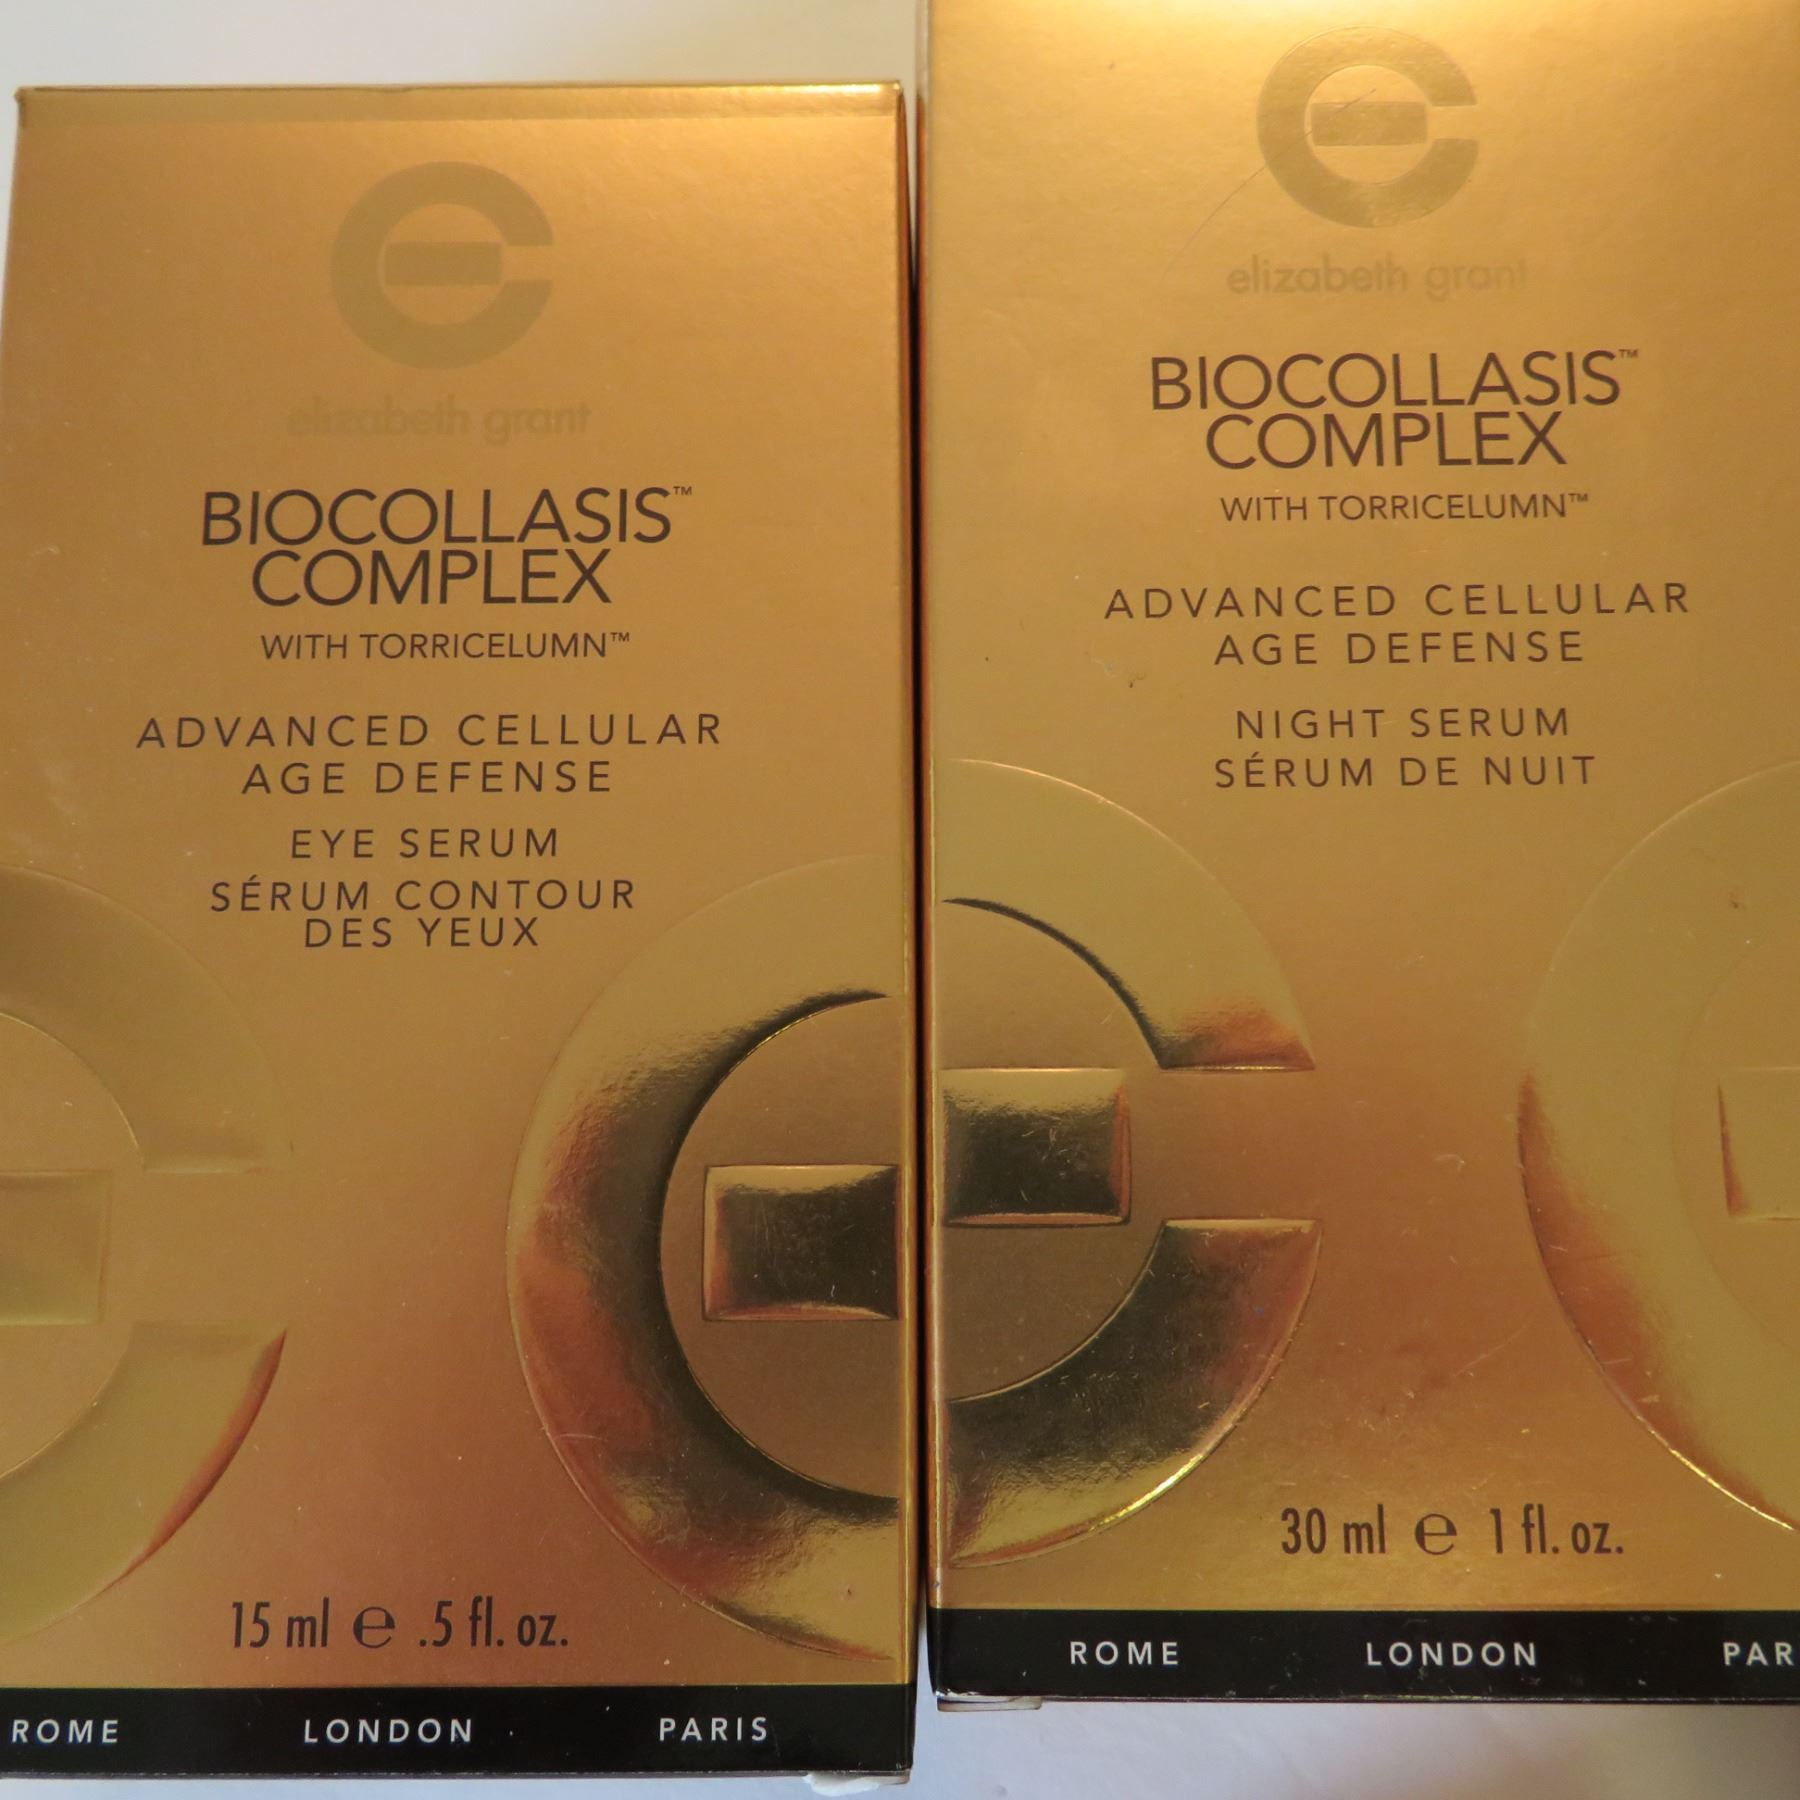 elizabeth grant
BIOCOLLASIS™
COMPLEX
WITH TORRICELUMN™
ADVANCED CELLULAR
AGE DEFENSE
EYE SERUM
SÉRUM CONTOUR
DES YEUX
15 ml e .5 fl. oz.
ROME LONDON PARIS
elizabeth grant
BIOCOLLASIS™
COMPLEX
WITH TORRICELUMN™
ADVANCED CELLULAR
AGE DEFENSE
NIGHT SERUM
SÉRUM DE NUIT
30 ml e 1 fl. oz.
ROME LONDON PAR